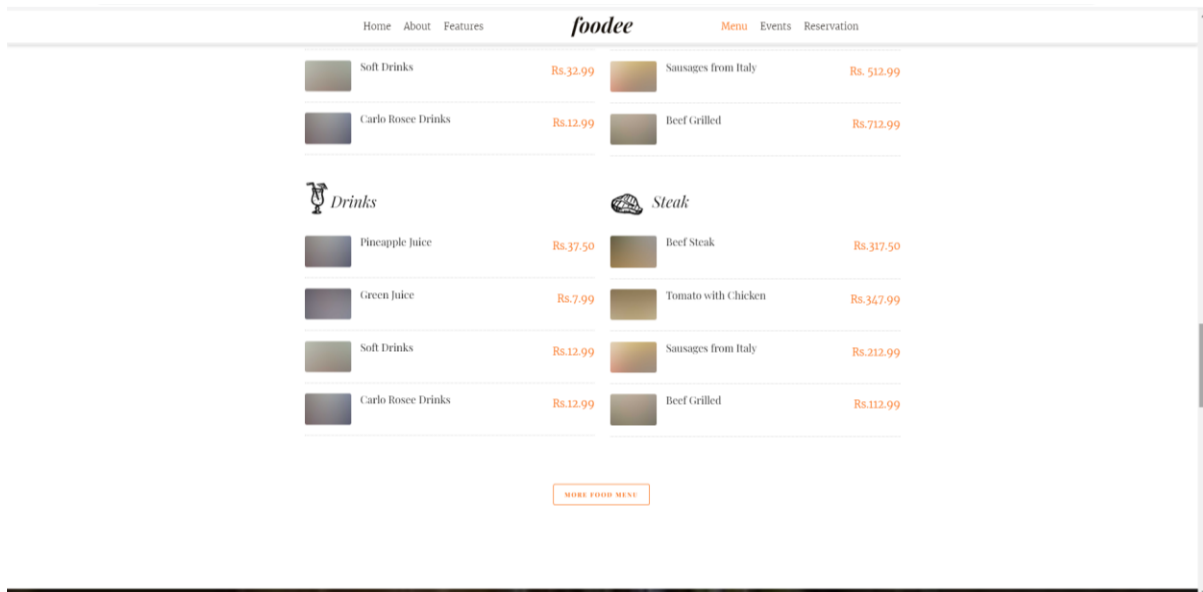 Home About Features foodee Menu Events Reservation
Soft Drinks Rs.32.99
Carlo Rosee Drinks Rs.12.99
Sausages from Italy Rs. 512.99
Beef Grilled Rs.712.99
Drinks
Pineapple Juice Rs.37.50
Green Juice Rs.7.99
Soft Drinks Rs.12.99
Carlo Rosee Drinks Rs.12.99
Steak
Beef Steak Rs.317.50
Tomato with Chicken Rs.347.99
Sausages from Italy Rs.212.99
Beef Grilled Rs.112.99
MORE FOOD MENU